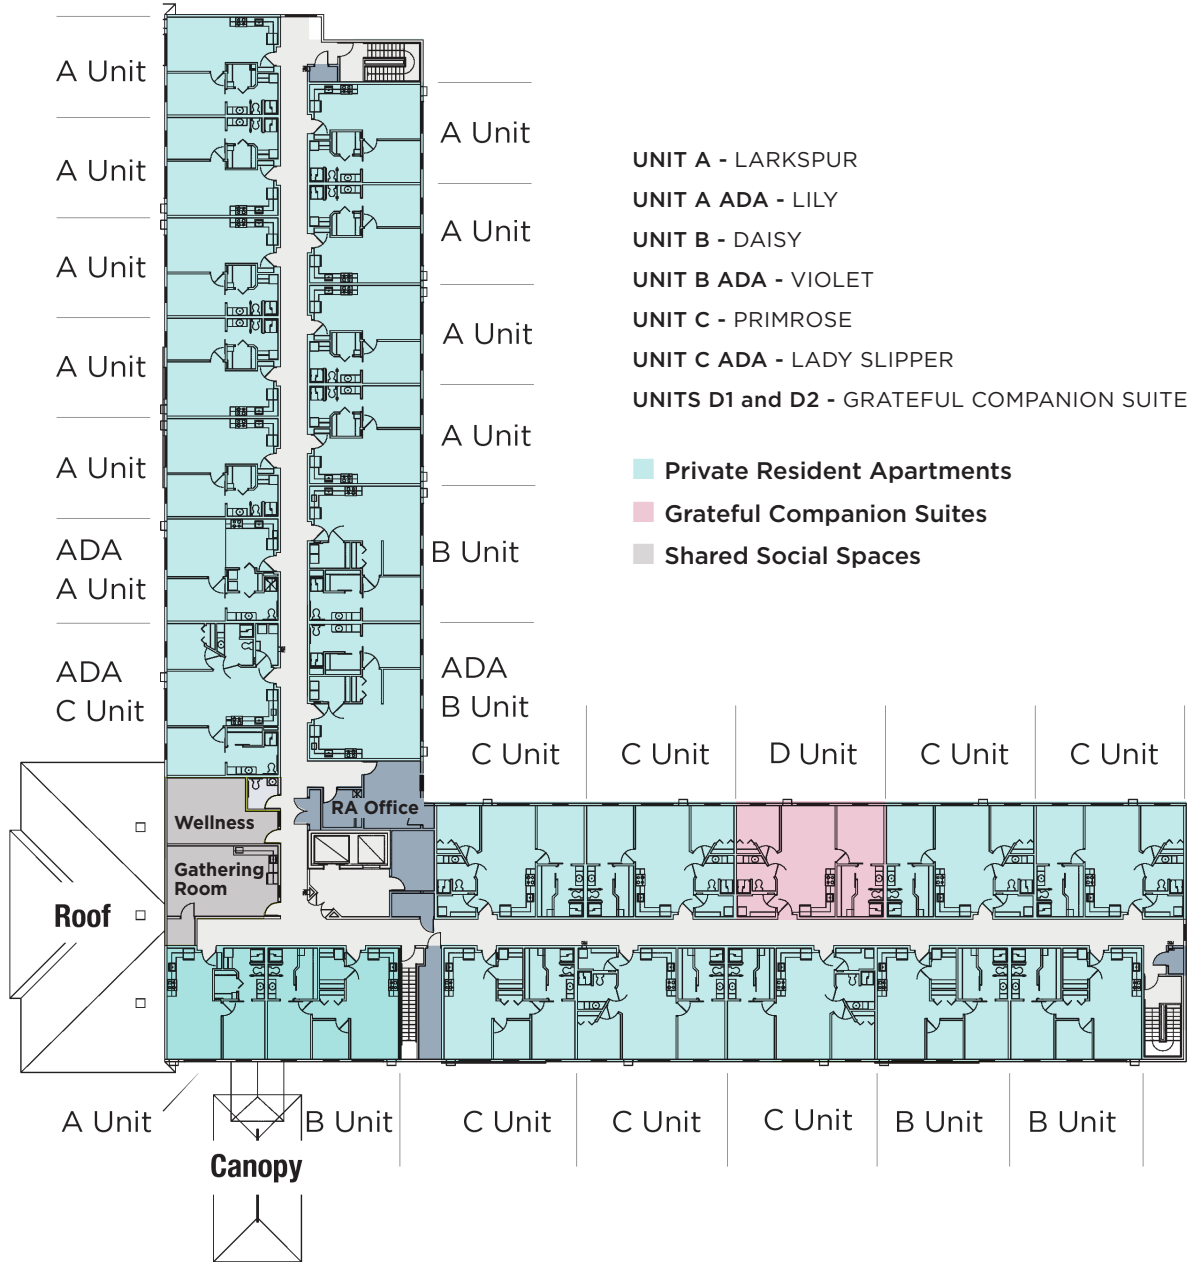 A Unit
A Unit
A Unit
A Unit
A Unit
ADA
A Unit
ADA
C Unit
A Unit
A Unit
A Unit
A Unit
B Unit
ADA
B Unit
UNIT A - LARKSPUR
UNIT A ADA - LILY
UNIT B - DAISY
UNIT B ADA - VIOLET
UNIT C - PRIMROSE
UNIT C ADA - LADY SLIPPER
UNITS D1 and D2 - GRATEFUL COMPANION SUITE
Private Resident Apartments
Grateful Companion Suites
Shared Social Spaces
C Unit
C Unit
D Unit
C Unit
C Unit
RA Office
Wellness
Gathering
Room
Roof
A Unit
B Unit
C Unit
C Unit
C Unit
B Unit
B Unit
Canopy